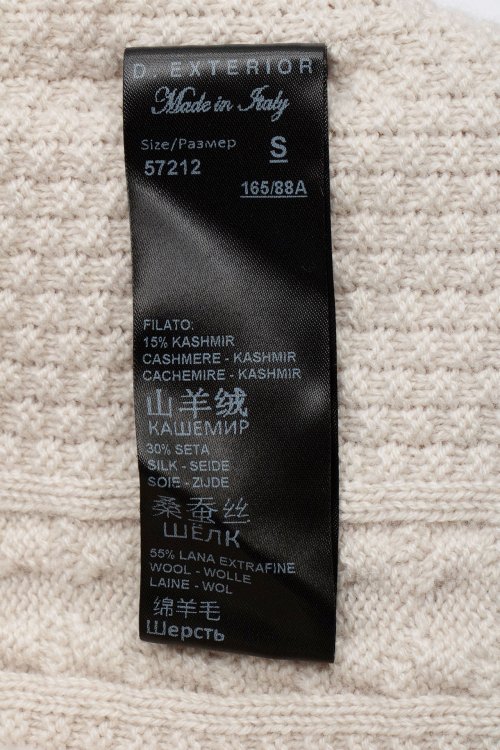 D. EXTERIOR
Made in Italy
Size/Размер S
57212
165/88A
FILATO:
15% KASHMIR
CASHMERE - KASHMIR
CACHEMIRE - KASHMIR
山羊绒
КАШЕМИР
30% SETA
SILK - SEIDE
SOIE - ZIJDE
桑蚕丝
ШЁЛК
55% LANA EXTRAFINE
WOOL - WOLLE
LAINE - WOL
绵羊毛
Шерсть